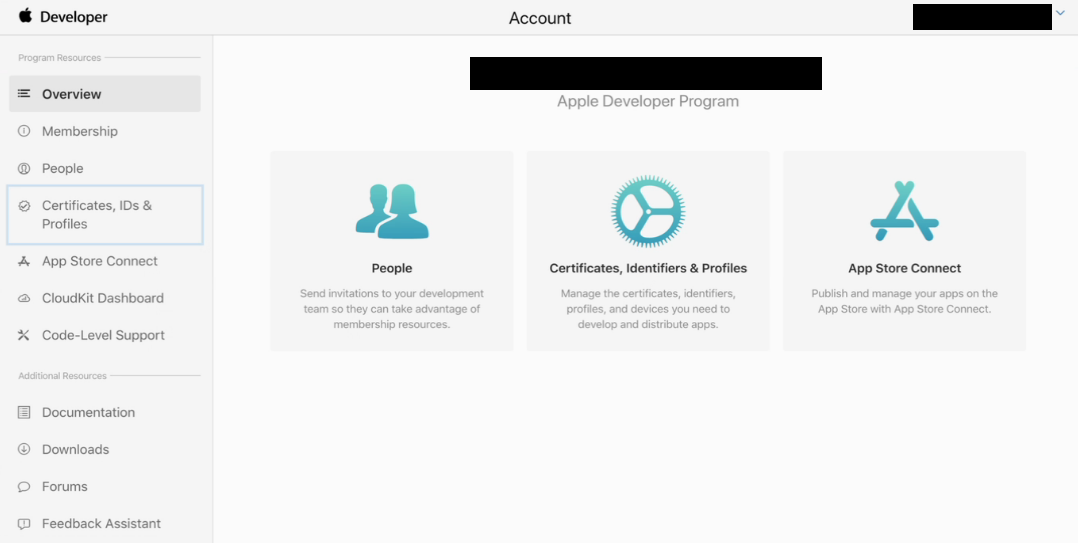 Developer
Account
Program Resources
Overview
Membership
People
Certificates, IDs &
Profiles
App Store Connect
CloudKit Dashboard
Code-Level Support
Additional Resources
Documentation
Downloads
Forums
Feedback Assistant
Apple Developer Program
People
Send invitations to your development
team so they can take advantage of
membership resources.
Certificates, Identifiers & Profiles
Manage the certificates, identifiers,
profiles, and devices you need to
develop and distribute apps.
App Store Connect
Publish and manage your apps on the
App Store with App Store Connect.